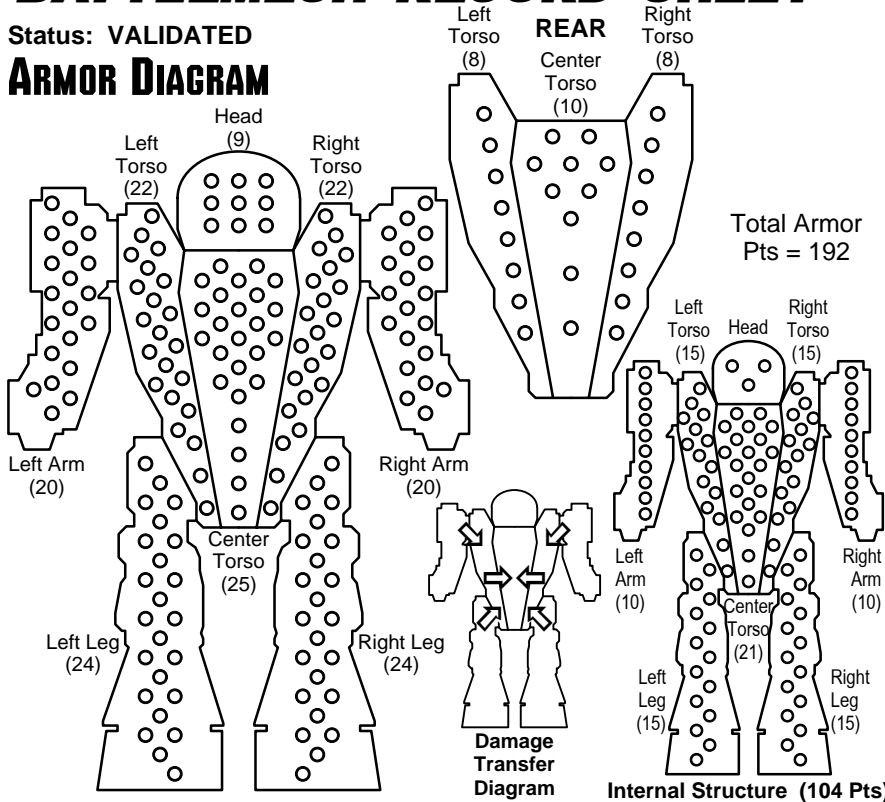 BATTLEMECH RECORD SHEET
Status: VALIDATED
ARMOR DIAGRAM
Head
(9)
Left
Torso
(22)
Right
Torso
(22)
Left Arm
(20)
Right Arm
(20)
Center
Torso
(25)
Left Leg
(24)
Right Leg
(24)
Left
Torso
(8)
REAR
Center
Torso
(10)
Right
Torso
(8)
Total Armor
Pts = 192
Left
Torso
(15)
Head
Right
Torso
(15)
Left
Arm
(10)
Right
Arm
(10)
Center
Torso
(21)
Left
Leg
(15)
Right
Leg
(15)
Damage
Transfer
Diagram
Internal Structure (104 Pts)